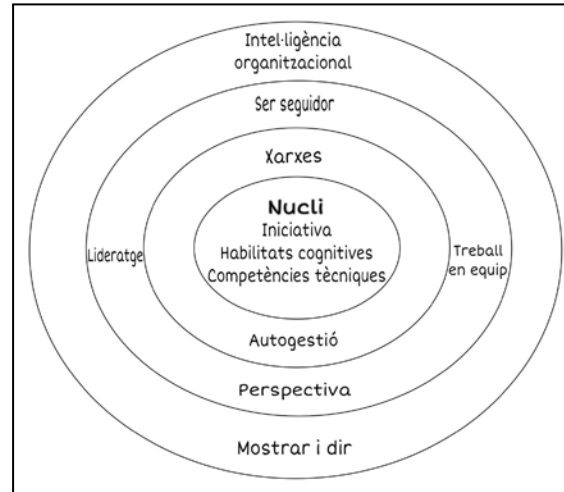 Intel·ligència
organitzacional
Ser seguidor
Xarxes
Nucli
Iniciativa
Habilitats cognitives
Competències tècniques
Lideratge
Treball
en equip
Autogestió
Perspectiva
Mostrar i dir